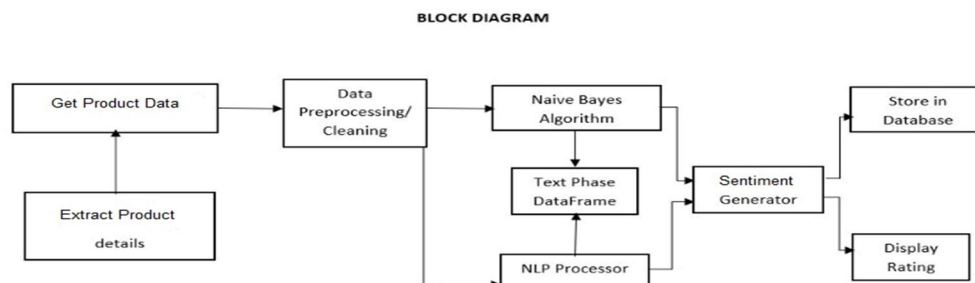 BLOCK DIAGRAM
Get Product Data
Data
Preprocessing/
Cleaning
Naive Bayes
Algorithm
Store in
Database
Text Phase
DataFrame
Sentiment
Generator
Extract Product
details
NLP Processor
Display
Rating